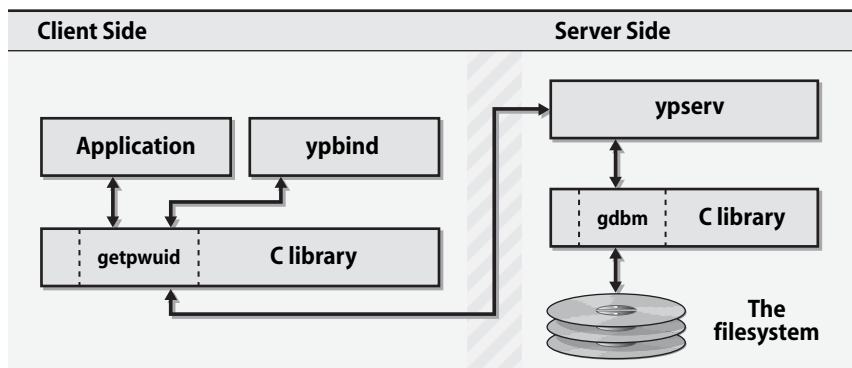 Client Side
Server Side
Application
ypbind
ypserv
getpwuid
C library
gdbm
C library
The
filesystem